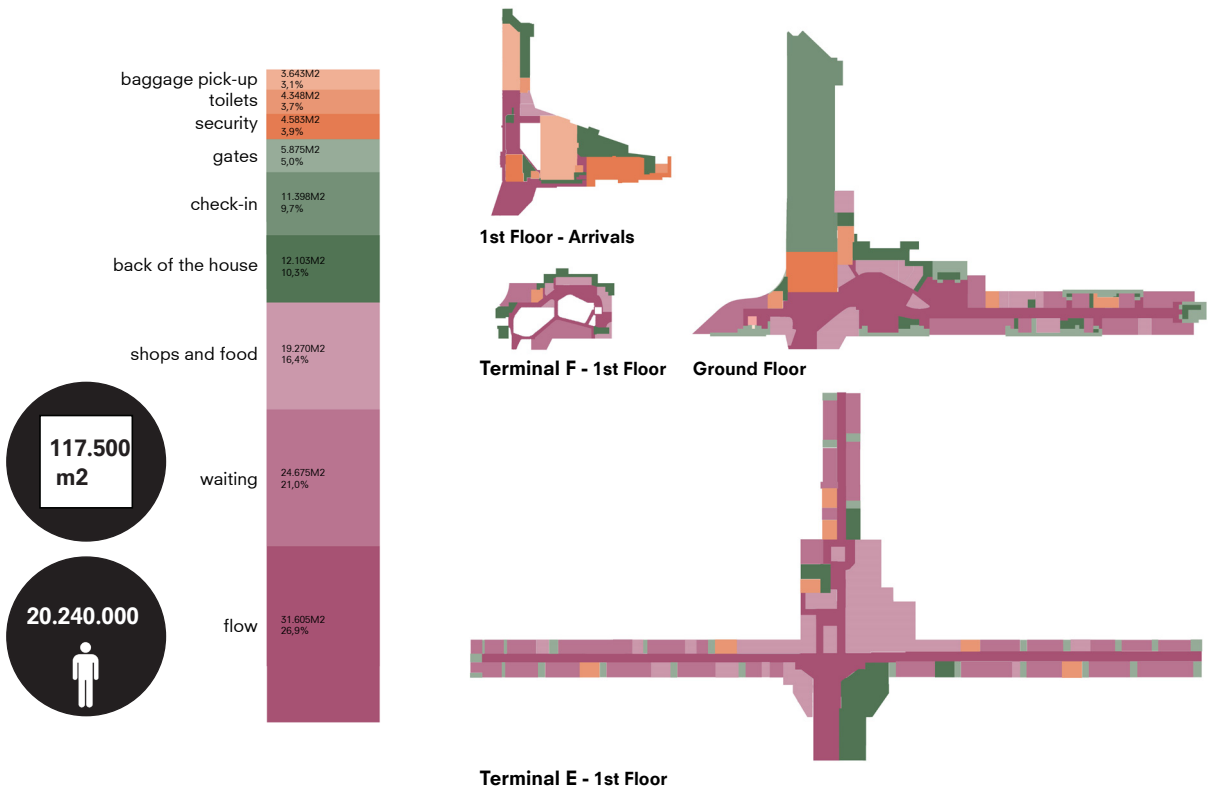 baggage pick-up
3.643M2
3,1%
toilets
4.348M2
3,7%
security
4.583M2
3,9%
gates
5.875M2
5,0%
check-in
11.398M2
9,7%
back of the house
12.103M2
10,3%
shops and food
19.270M2
16,4%
waiting
24.675M2
21,0%
flow
31.605M2
26,9%
117.500
m2
20.240.000
1st Floor - Arrivals
Terminal F - 1st Floor
Ground Floor
Terminal E - 1st Floor